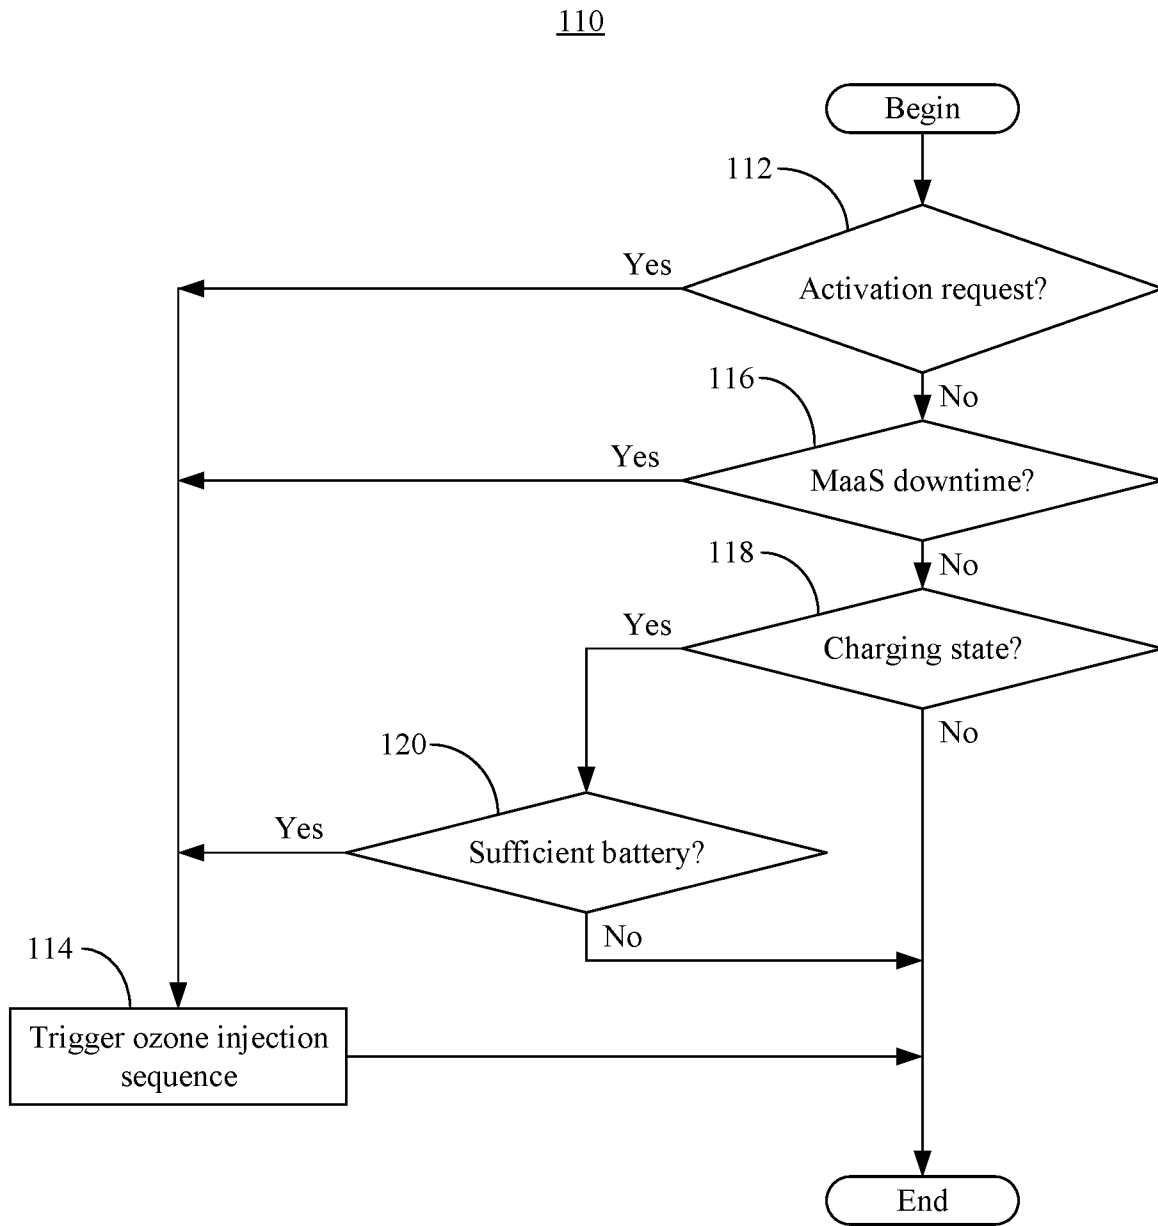 110
Begin
112
Yes
Activation request?
116
No
Yes
MaaS downtime?
118
No
Yes
Charging state?
120
No
Yes
Sufficient battery?
114
No
Trigger ozone injection
sequence
End